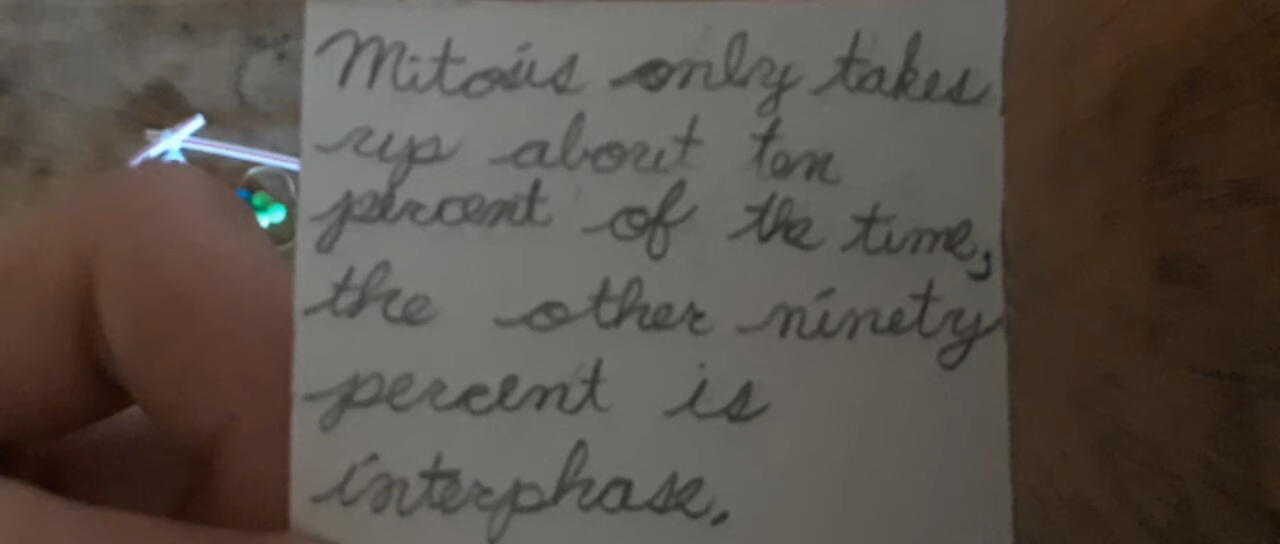 Mitosis only takes
up about ten
percent of the time,
the other ninety
percent is
interphase.